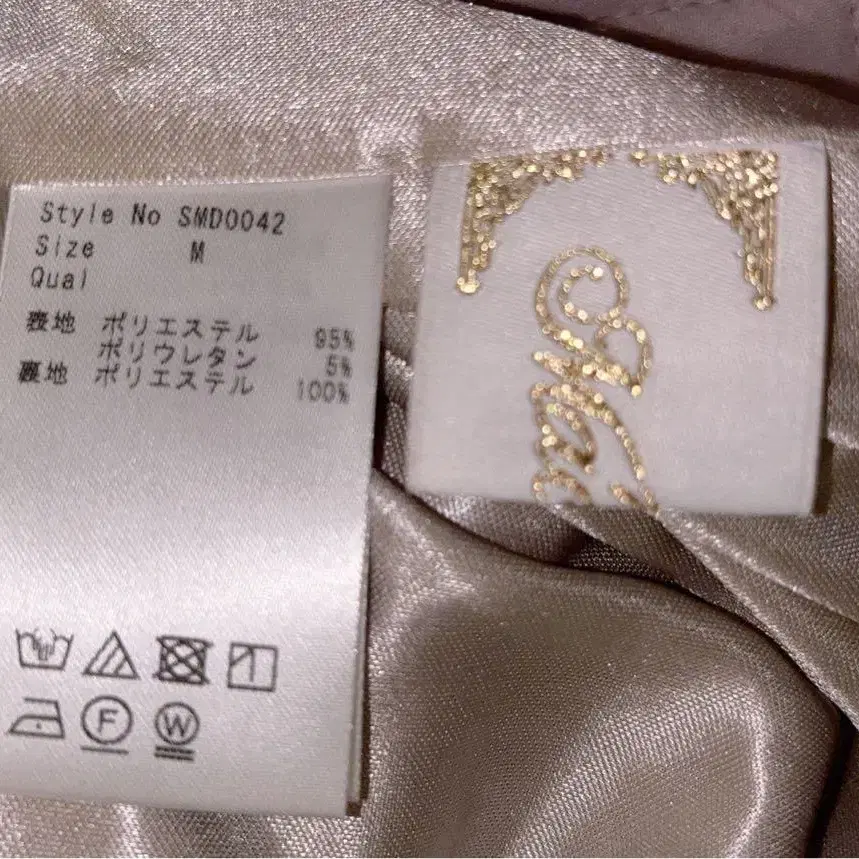 Style No SMD0042
Size M
Qual
表地 ポリエステル 95%
ポリウレタン 5%
裏地 ポリエステル 100%
F
W